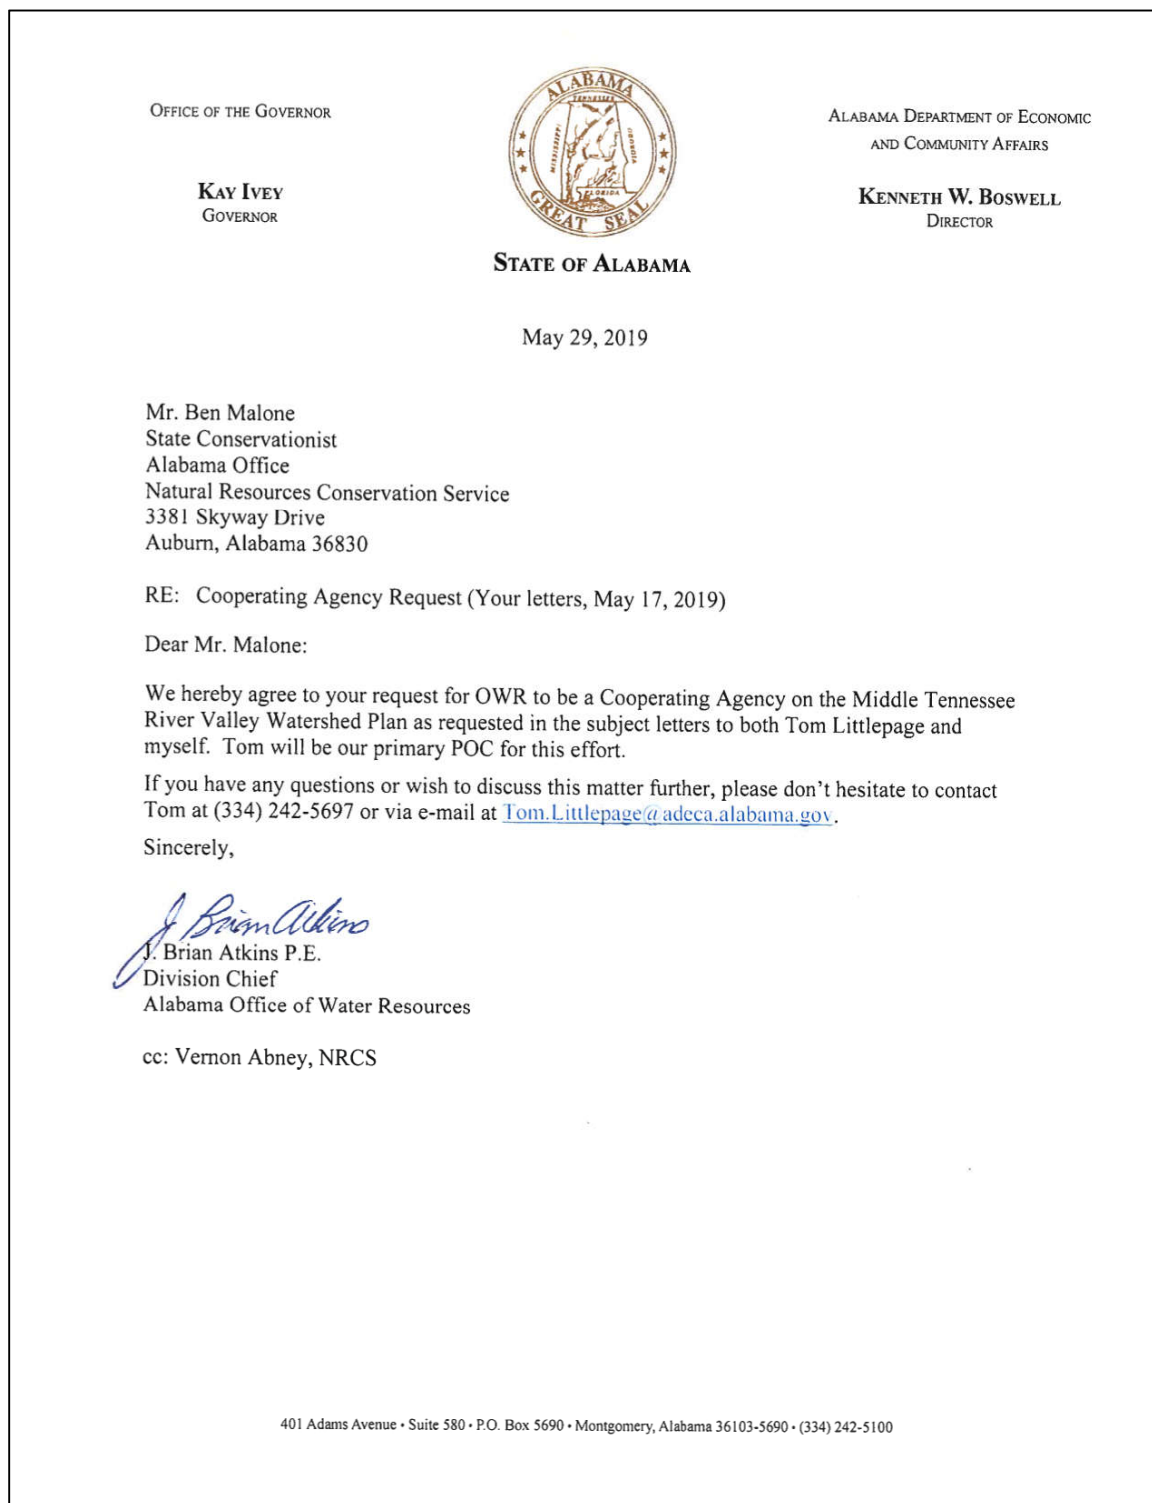 OFFICE OF THE GOVERNOR
KAY IVEY
GOVERNOR
ALABAMA
TENNESSEE
MISSISSIPPI
GEORGIA
FLORIDA
GREAT SEAL
STATE OF ALABAMA
ALABAMA DEPARTMENT OF ECONOMIC
AND COMMUNITY AFFAIRS
KENNETH W. BOSWELL
DIRECTOR
May 29, 2019
Mr. Ben Malone
State Conservationist
Alabama Office
Natural Resources Conservation Service
3381 Skyway Drive
Auburn, Alabama 36830
RE: Cooperating Agency Request (Your letters, May 17, 2019)
Dear Mr. Malone:
We hereby agree to your request for OWR to be a Cooperating Agency on the Middle Tennessee
River Valley Watershed Plan as requested in the subject letters to both Tom Littlepage and
myself. Tom will be our primary POC for this effort.
If you have any questions or wish to discuss this matter further, please don’t hesitate to contact
Tom at (334) 242-5697 or via e-mail at Tom.Littlepage@adeca.alabama.gov.
Sincerely,
J Brian Atkins
J. Brian Atkins P.E.
Division Chief
Alabama Office of Water Resources
cc: Vernon Abney, NRCS
401 Adams Avenue • Suite 580 • P.O. Box 5690 • Montgomery, Alabama 36103-5690 • (334) 242-5100